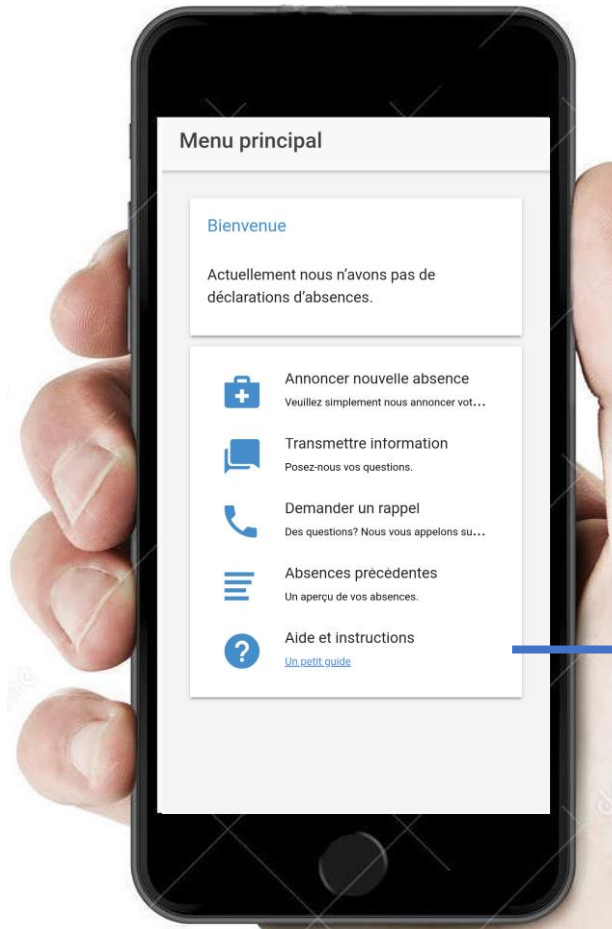 Menu principal
Bienvenue
Actuellement nous n'avons pas de
déclarations d'absences.
Annoncer nouvelle absence
Veuillez simplement nous annoncer vot...
Transmettre information
Posez-nous vos questions.
Demander un rappel
Des questions? Nous vous appelons su...
Absences précédentes
Un aperçu de vos absences.
Aide et instructions
Un petit guide